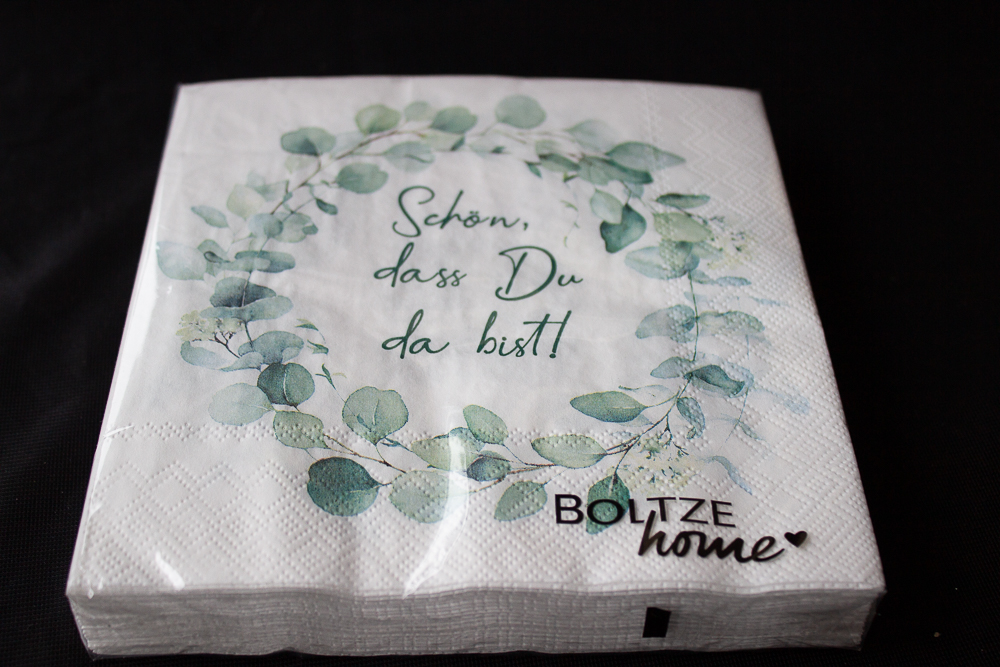 Schön,
dass Du
da bist!
BOLTZE
home